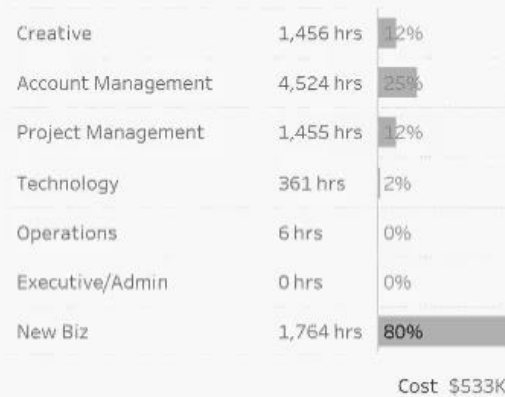 Creative 1,456 hrs 12%
Account Management 4,524 hrs 25%
Project Management 1,455 hrs 12%
Technology 361 hrs 2%
Operations 6 hrs 0%
Executive/Admin 0 hrs 0%
New Biz 1,764 hrs 80%
Cost $533K